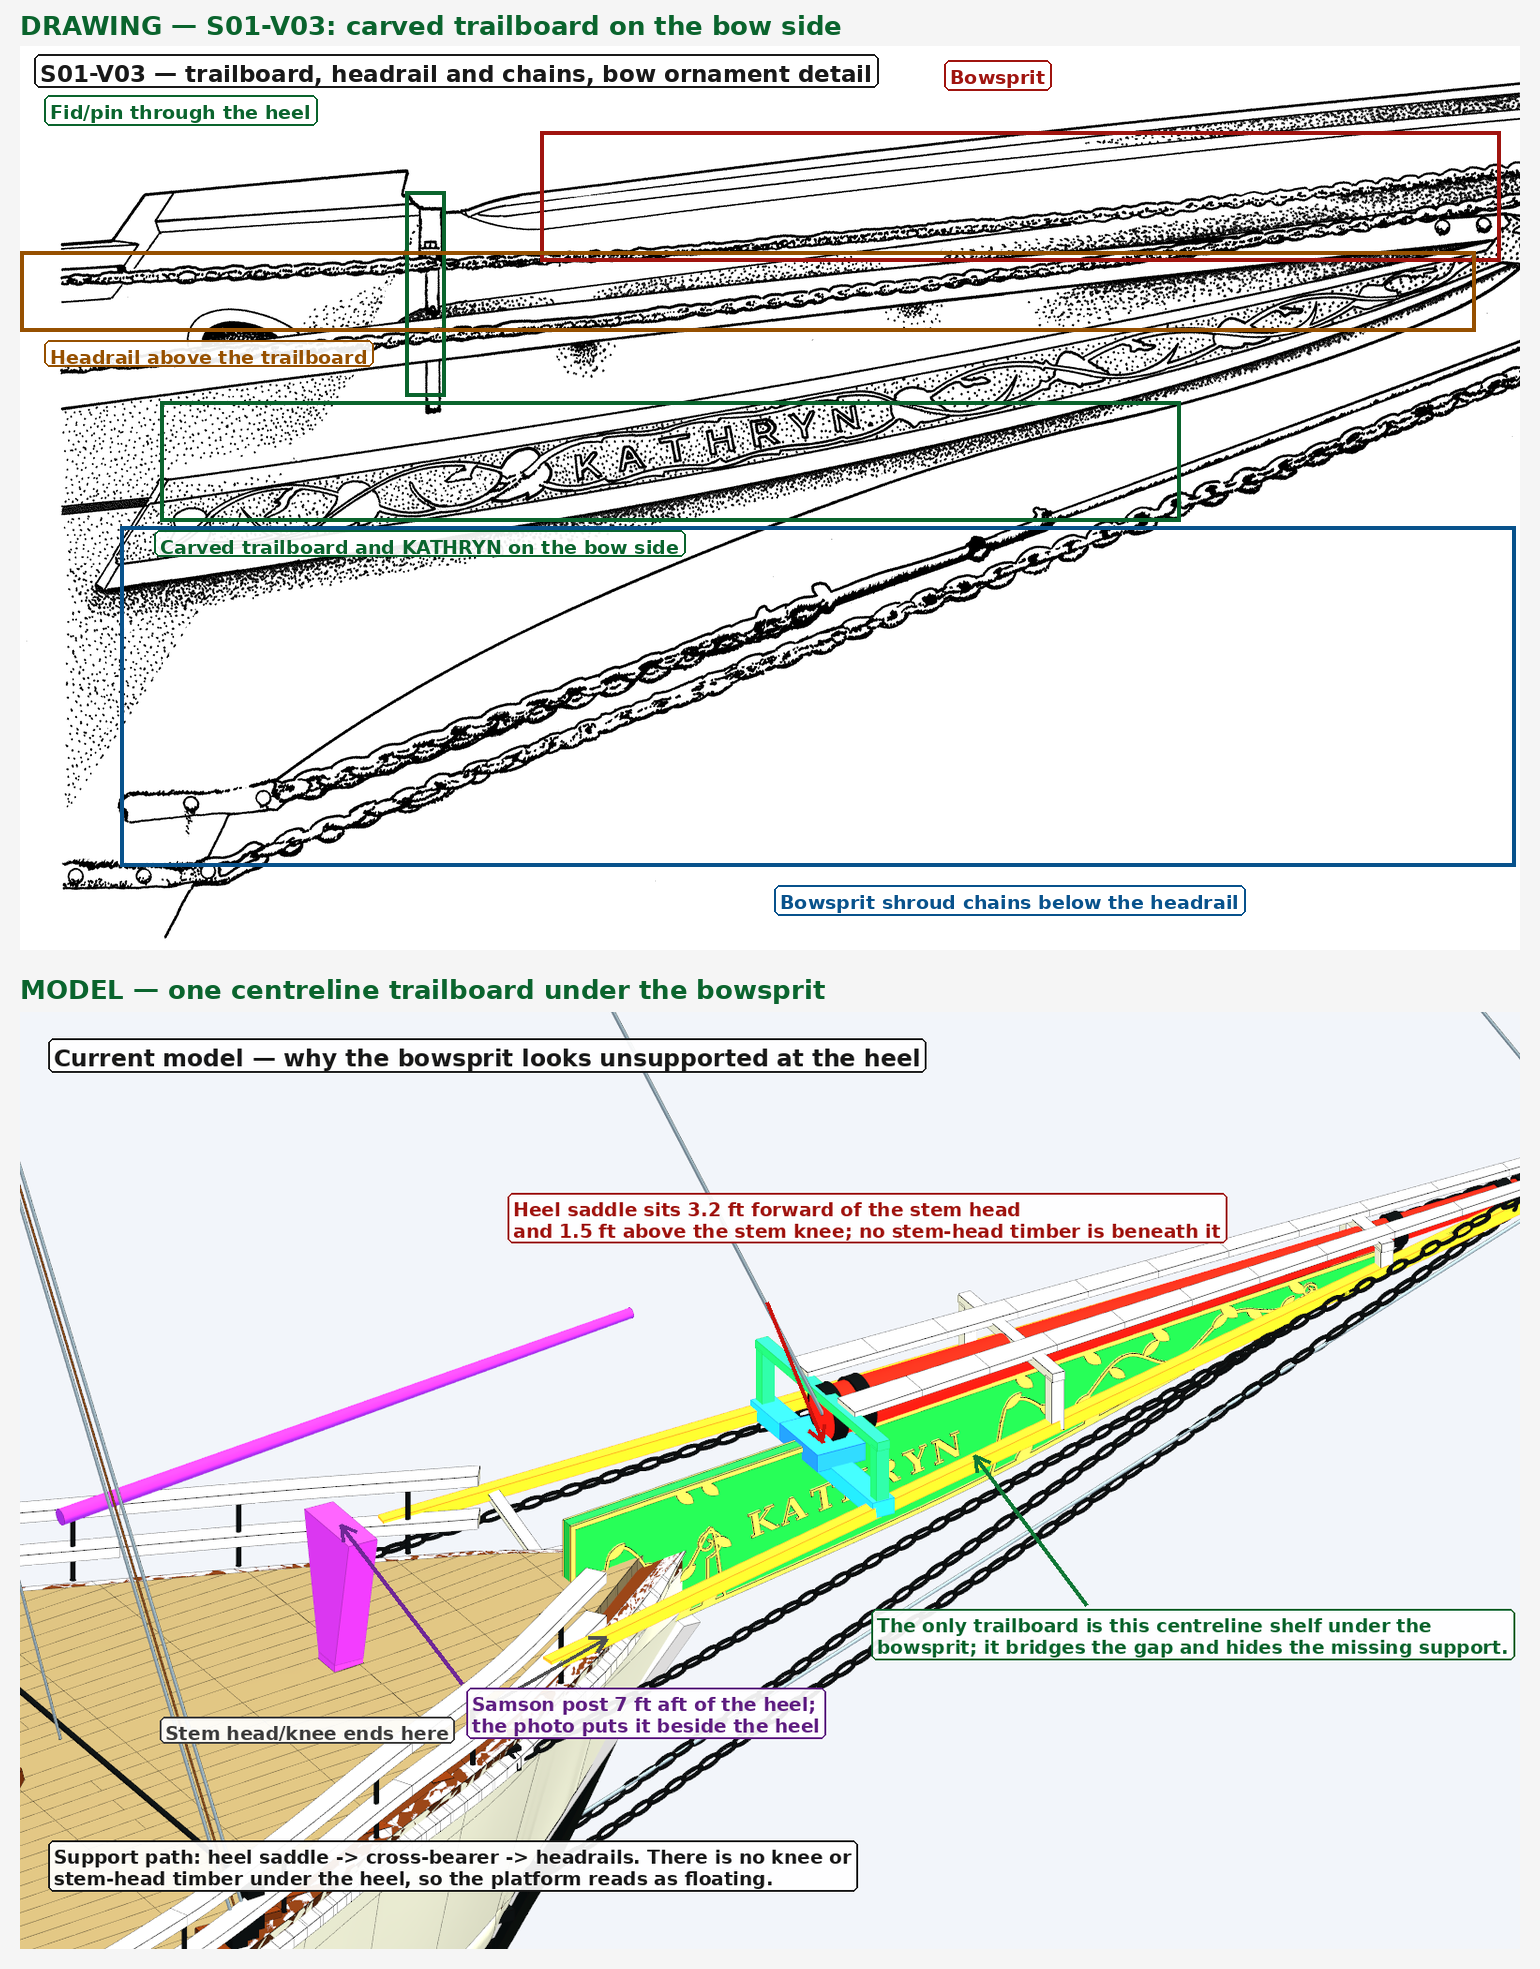 DRAWING — S01-V03: carved trailboard on the bow side
S01-V03 — trailboard, headrail and chains, bow ornament detail
Bowsprit
Fid/pin through the heel
Headrail above the trailboard
KATHRYN
Carved trailboard and KATHRYN on the bow side
Bowsprit shroud chains below the headrail
MODEL — one centreline trailboard under the bowsprit
Current model — why the bowsprit looks unsupported at the heel
Heel saddle sits 3.2 ft forward of the stem head
and 1.5 ft above the stem knee; no stem-head timber is beneath it
The only trailboard is this centreline shelf under the
bowsprit; it bridges the gap and hides the missing support.
Samson post 7 ft aft of the heel;
the photo puts it beside the heel
Stem head/knee ends here
Support path: heel saddle -> cross-bearer -> headrails. There is no knee or
stem-head timber under the heel, so the platform reads as floating.